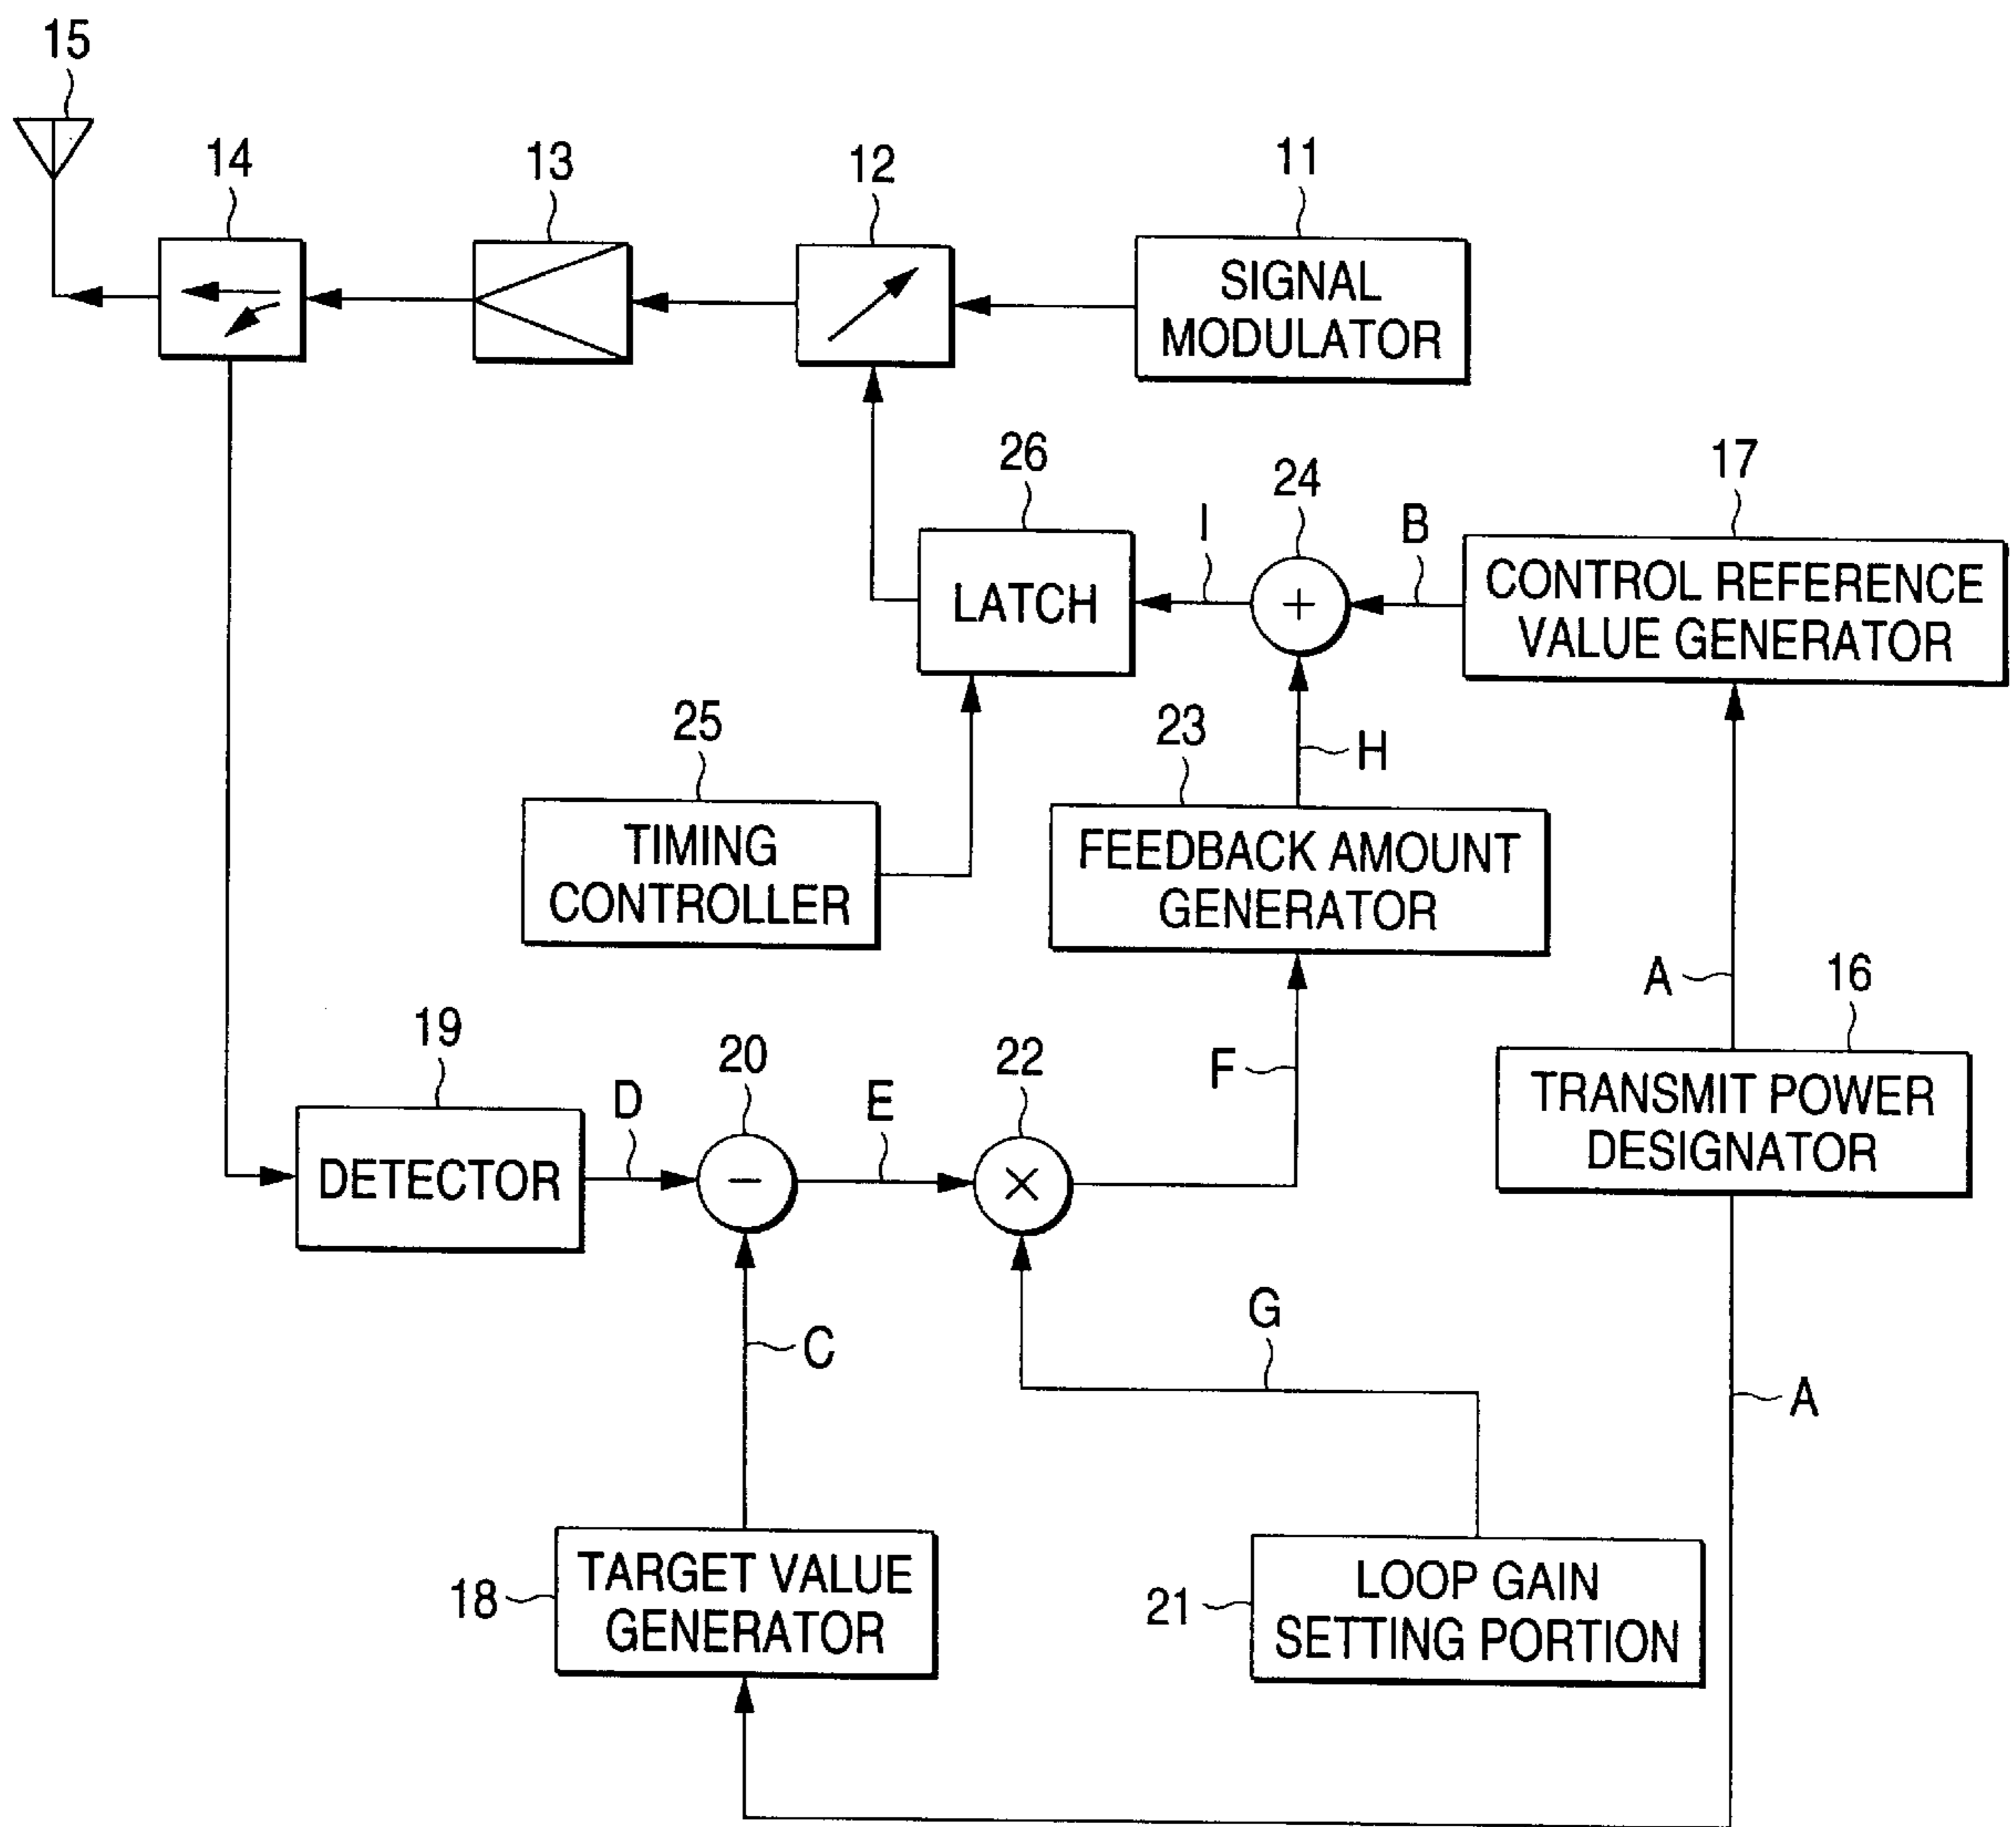 15
14
13
12
11
SIGNAL
MODULATOR
26
24
17
I
B
LATCH
+
CONTROL REFERENCE
VALUE GENERATOR
25
23
H
TIMING
CONTROLLER
FEEDBACK AMOUNT
GENERATOR
A
16
19
20
22
F
D
E
TRANSMIT POWER
DESIGNATOR
DETECTOR
−
×
C
G
A
18
TARGET VALUE
GENERATOR
21
LOOP GAIN
SETTING PORTION